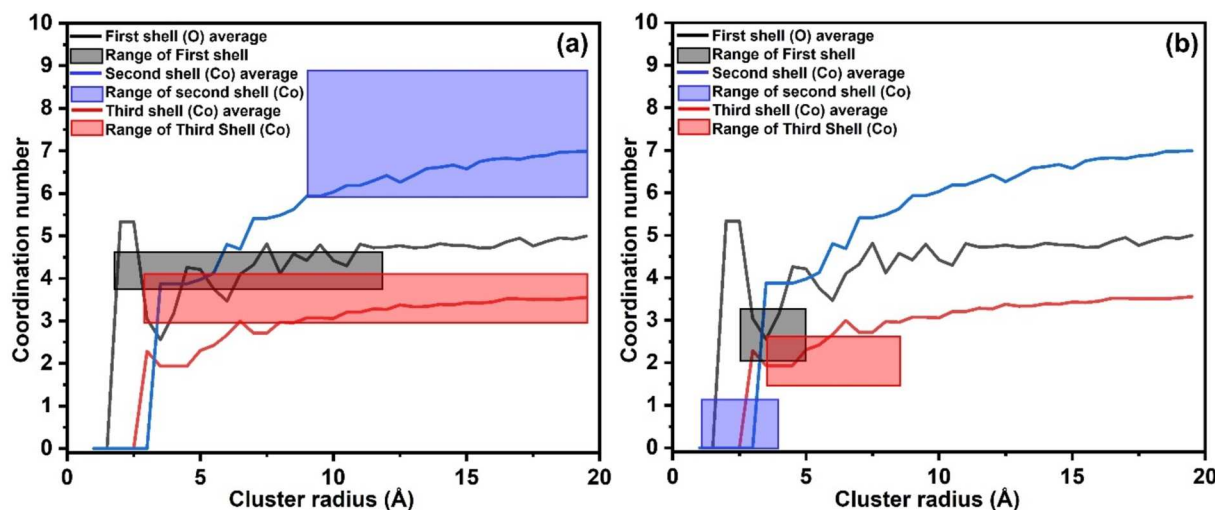 (a)
First shell (O) average
Range of First shell
Second shell (Co) average
Range of second shell (Co)
Third shell (Co) average
Range of Third Shell (Co)
Coordination number
10
9
8
7
6
5
4
3
2
1
0
0 5 10 15 20
Cluster radius (Å)
(b)
First shell (O) average
Range of First shell
Second shell (Co) average
Range of second shell (Co)
Third shell (Co) average
Range of Third Shell (Co)
Coordination number
10
9
8
7
6
5
4
3
2
1
0
0 5 10 15 20
Cluster radius (Å)